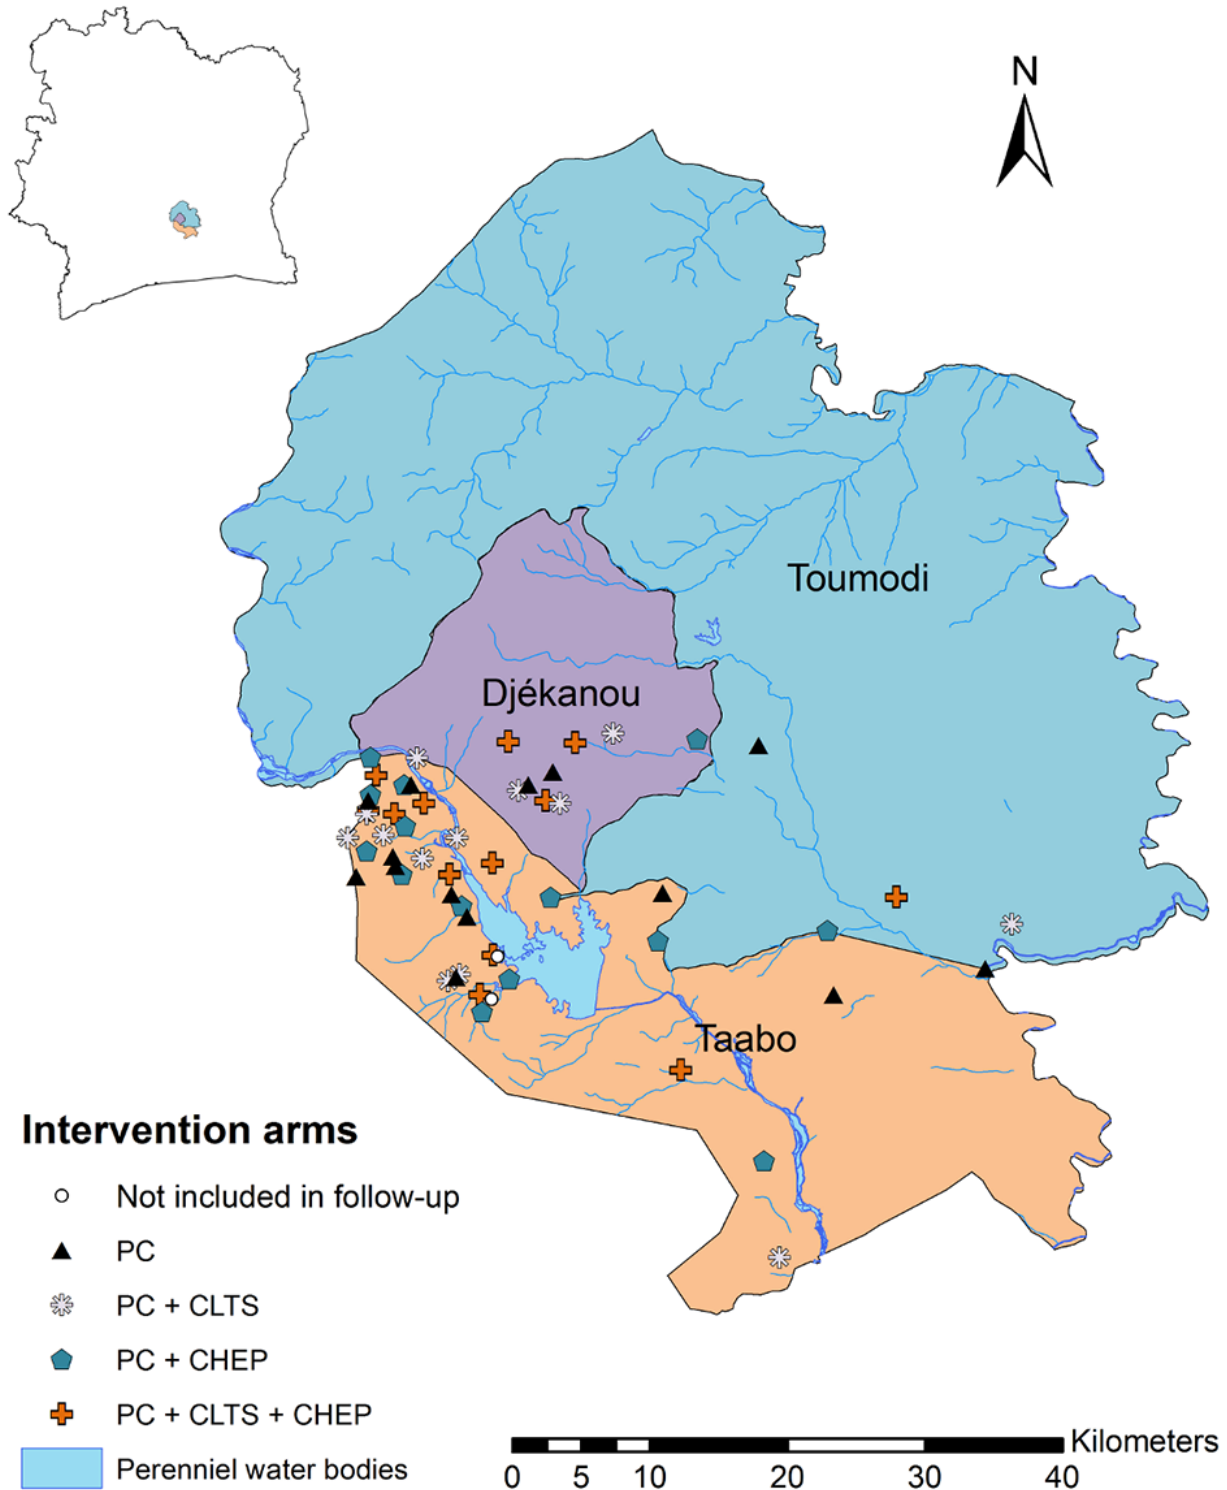 N
Toumodi
Djékanou
Taabo
Intervention arms
Not included in follow-up
PC
PC + CLTS
PC + CHEP
PC + CLTS + CHEP
Perenniel water bodies
Kilometers
0 5 10 20 30 40